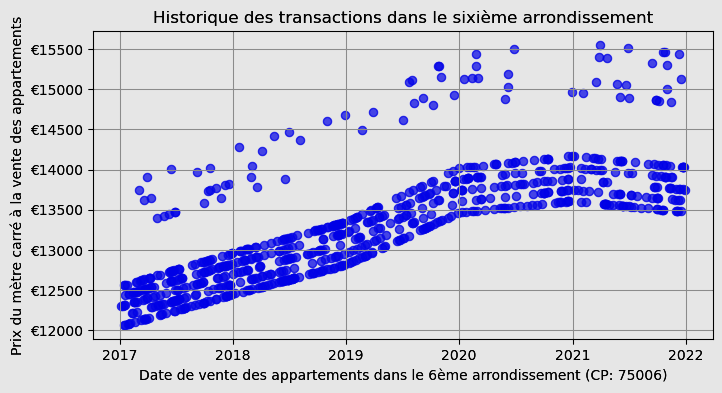 Historique des transactions dans le sixième arrondissement
Prix du mètre carré à la vente des appartements
€15500
€15000
€14500
€14000
€13500
€13000
€12500
€12000
2017 2018 2019 2020 2021 2022
Date de vente des appartements dans le 6ème arrondissement (CP: 75006)